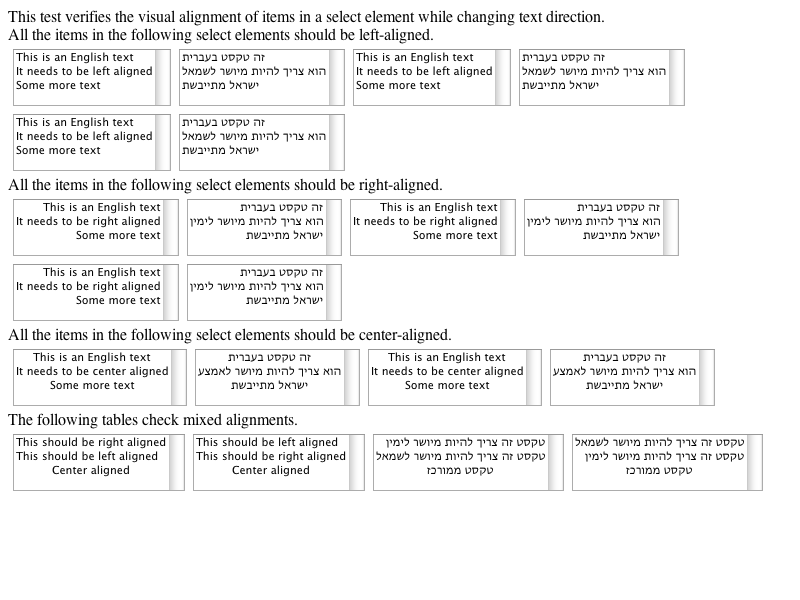 This test verifies the visual alignment of items in a select element while changing text direction.
All the items in the following select elements should be left-aligned.
This is an English text
It needs to be left aligned
Some more text
זה טקסט בעברית
הוא צריך להיות מיושר לשמאל
ישראל מתייבשת
This is an English text
It needs to be left aligned
Some more text
זה טקסט בעברית
הוא צריך להיות מיושר לשמאל
ישראל מתייבשת
This is an English text
It needs to be left aligned
Some more text
זה טקסט בעברית
הוא צריך להיות מיושר לשמאל
ישראל מתייבשת
All the items in the following select elements should be right-aligned.
This is an English text
It needs to be right aligned
Some more text
זה טקסט בעברית
הוא צריך להיות מיושר לימין
ישראל מתייבשת
This is an English text
It needs to be right aligned
Some more text
זה טקסט בעברית
הוא צריך להיות מיושר לימין
ישראל מתייבשת
This is an English text
It needs to be right aligned
Some more text
זה טקסט בעברית
הוא צריך להיות מיושר לימין
ישראל מתייבשת
All the items in the following select elements should be center-aligned.
This is an English text
It needs to be center aligned
Some more text
זה טקסט בעברית
הוא צריך להיות מיושר לאמצע
ישראל מתייבשת
This is an English text
It needs to be center aligned
Some more text
זה טקסט בעברית
הוא צריך להיות מיושר לאמצע
ישראל מתייבשת
The following tables check mixed alignments.
This should be right aligned
This should be left aligned
Center aligned
This should be left aligned
This should be right aligned
Center aligned
טקסט זה צריך להיות מיושר לימין
טקסט זה צריך להיות מיושר לשמאל
טקסט ממורכז
טקסט זה צריך להיות מיושר לשמאל
טקסט זה צריך להיות מיושר לימין
טקסט ממורכז